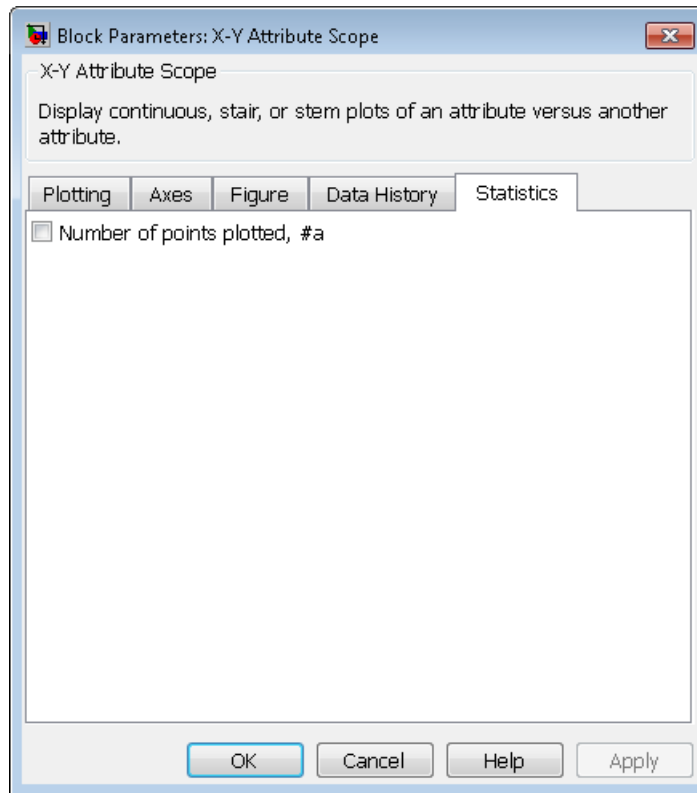 Block Parameters: X-Y Attribute Scope
X-Y Attribute Scope
Display continuous, stair, or stem plots of an attribute versus another
attribute.
Plotting Axes Figure Data History Statistics
Number of points plotted, #a
OK Cancel Help Apply